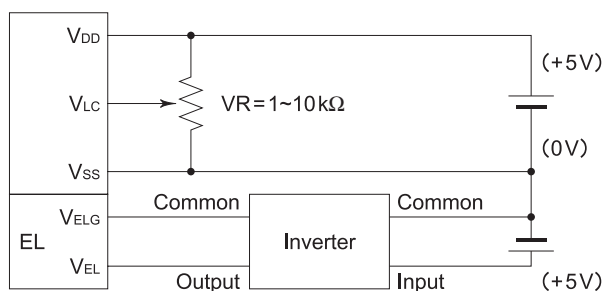 VDD
(+5V)
VLC
VR=1~10kΩ
VSS
(0V)
VELG
Common
Common
EL
Inverter
VEL
Output
Input
(+5V)